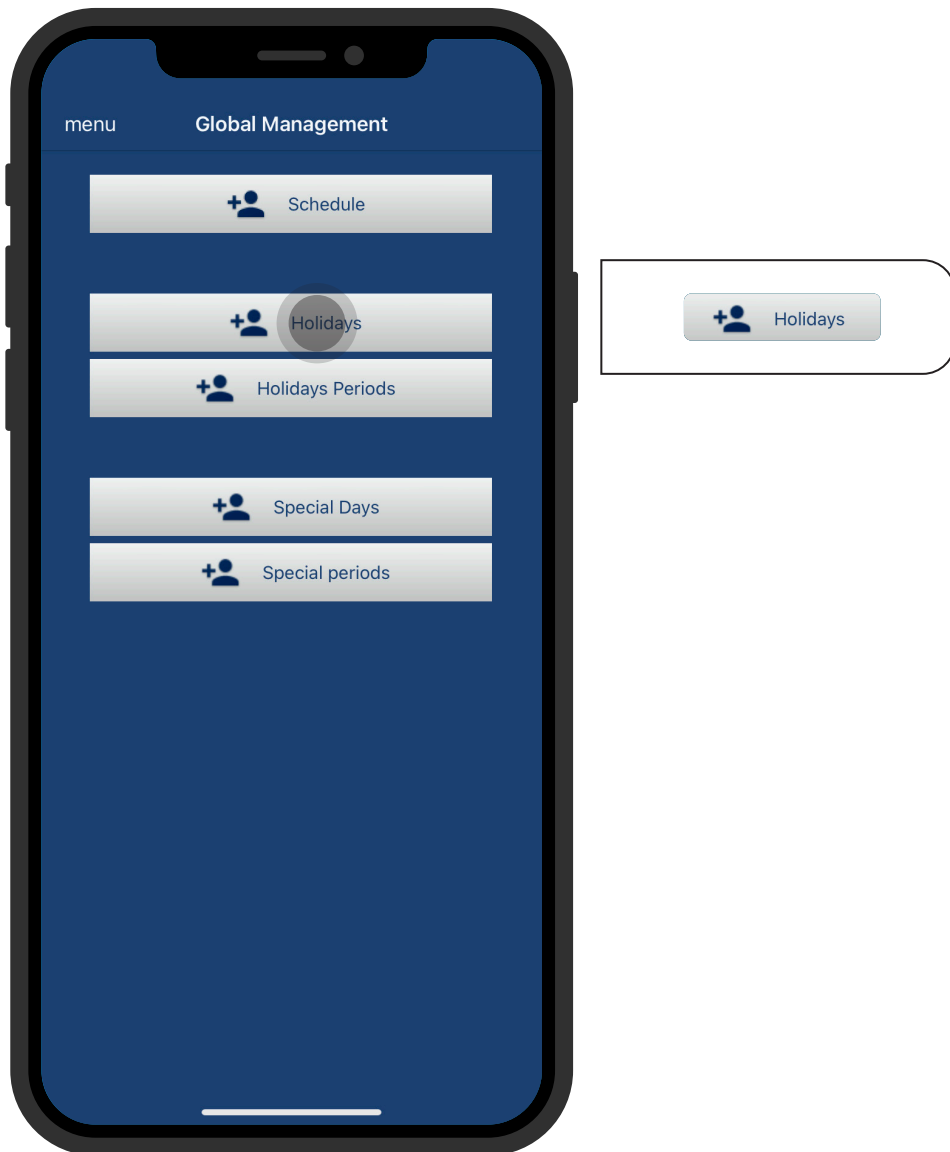 menu
Global Management
Schedule
Holidays
Holidays Periods
Special Days
Special periods
Holidays